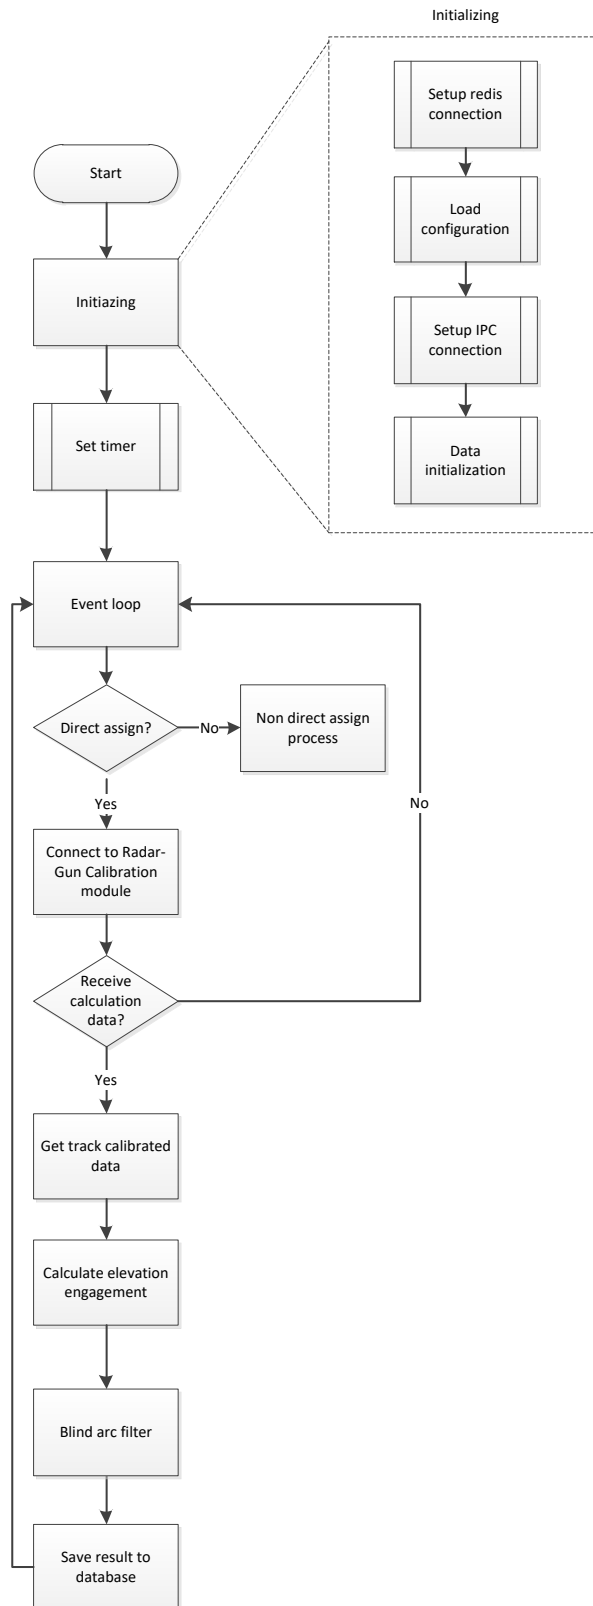 Initializing
Setup redis
connection
Load
configuration
Setup IPC
connection
Data
initialization
Start
Initiazing
Set timer
Event loop
Direct assign?
No
Non direct assign
process
Yes
No
Connect to Radar-
Gun Calibration
module
Receive
calculation
data?
Yes
Get track calibrated
data
Calculate elevation
engagement
Blind arc filter
Save result to
database